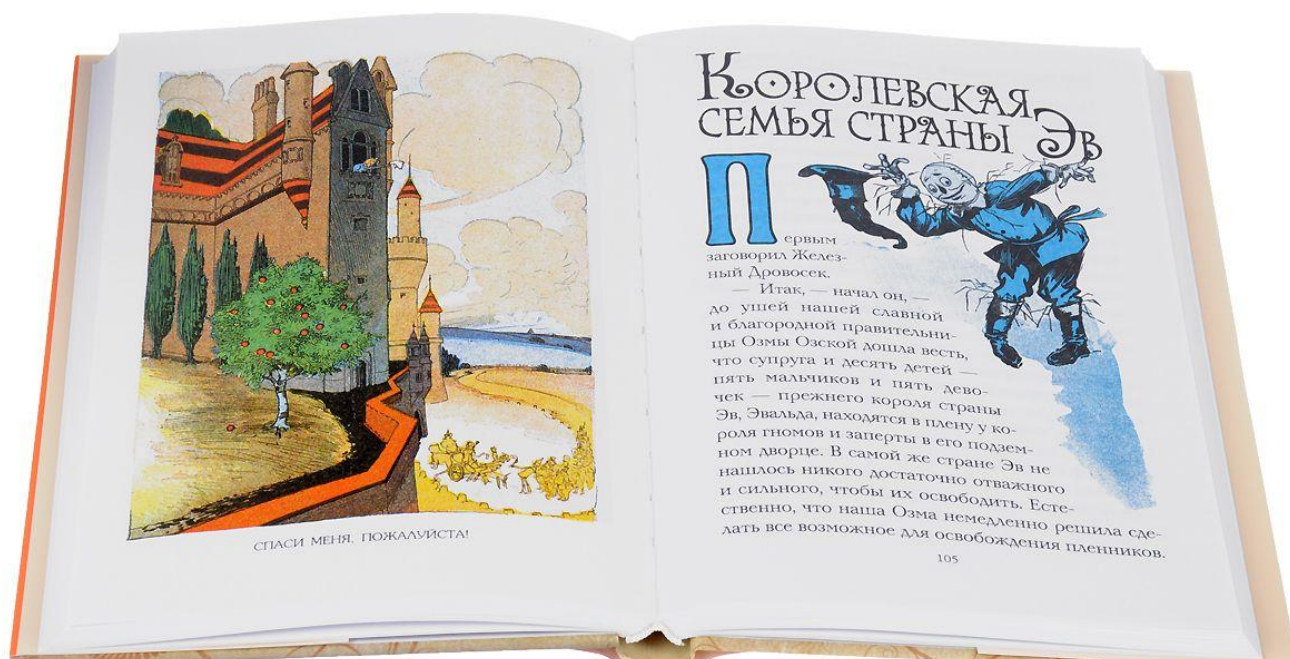 СПАСИ МЕНЯ, ПОЖАЛУЙСТА!
КОРОЛЕВСКАЯ
СЕМЬЯ СТРАНЫ ЭВ
Первым
заговорил Желез-
ный Дровосек.
— Итак, — начал он, —
до ушей нашей славной
и благородной правительни-
цы Озмы Озской дошла весть,
что супруга и десять детей —
пять мальчиков и пять дево-
чек — прежнего короля страны
Эв, Эвальда, находятся в плену у ко-
роля гномов и заперты в его подзем-
ном дворце. В самой же стране Эв не
нашлось никого достаточно отважного
и сильного, чтобы их освободить. Есте-
ственно, что наша Озма немедленно решила сде-
лать все возможное для освобождения пленников.
105